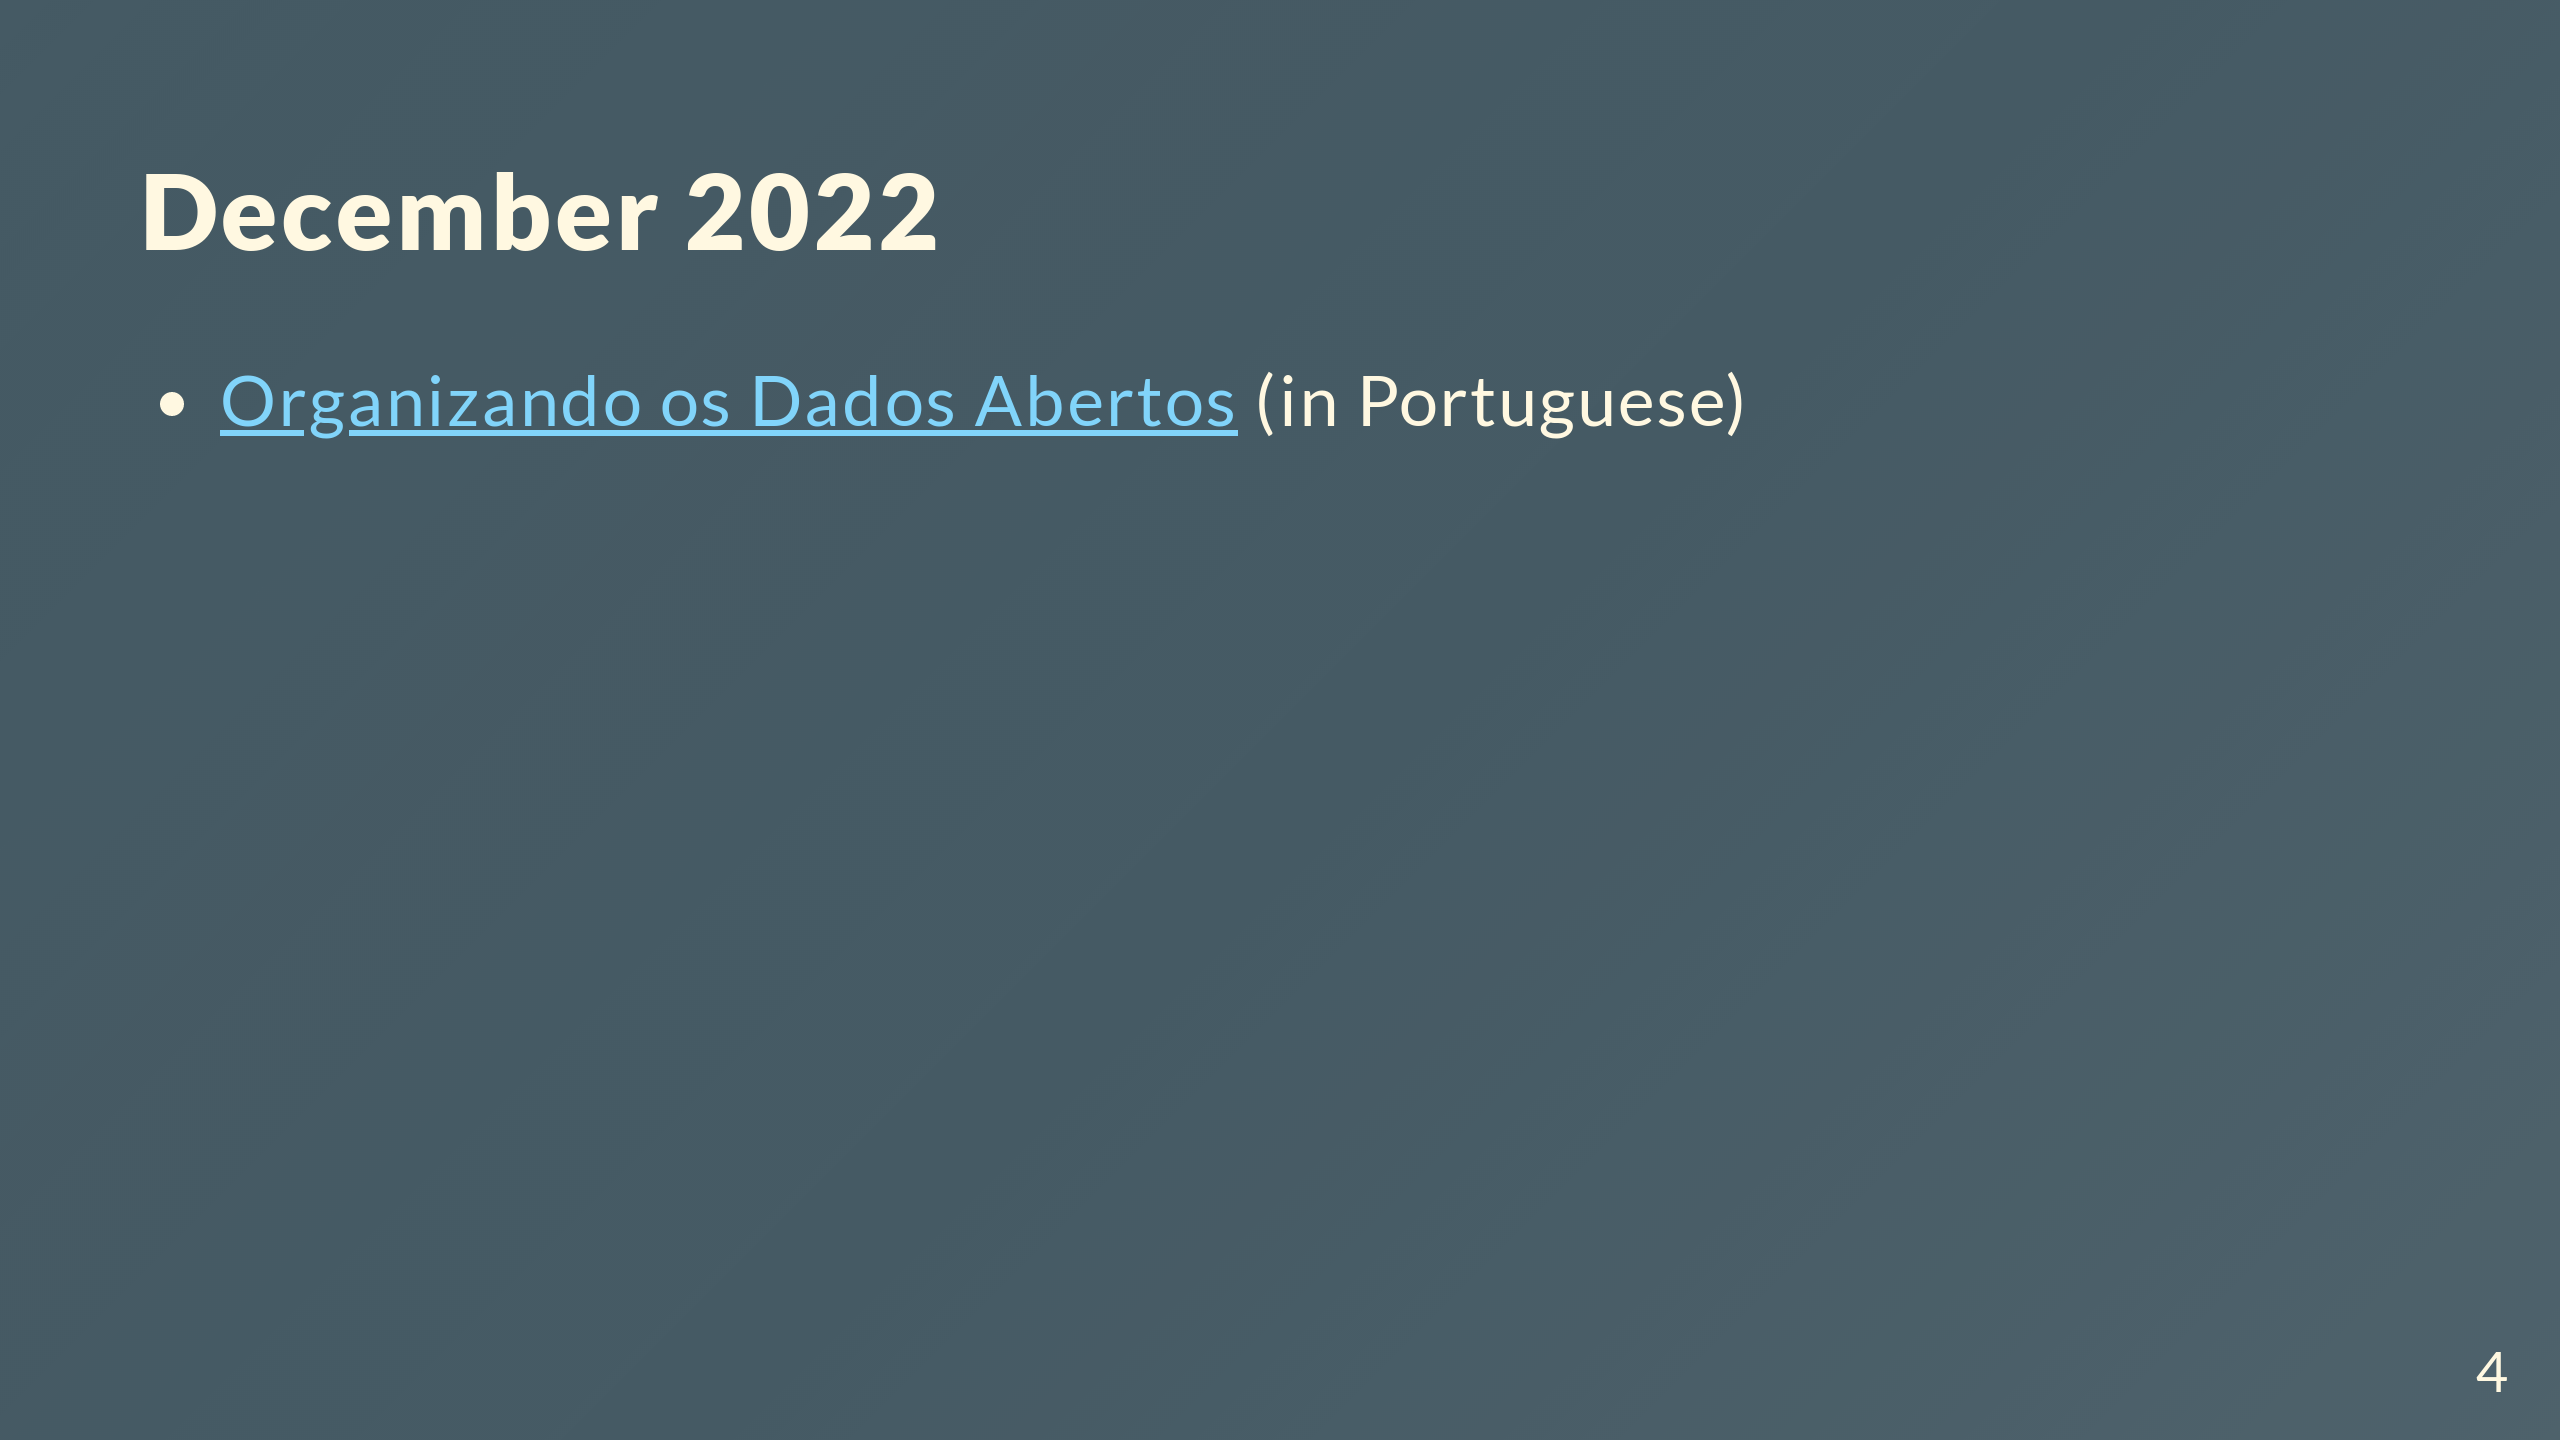 December 2022
• Organizando os Dados Abertos (in Portuguese)
4